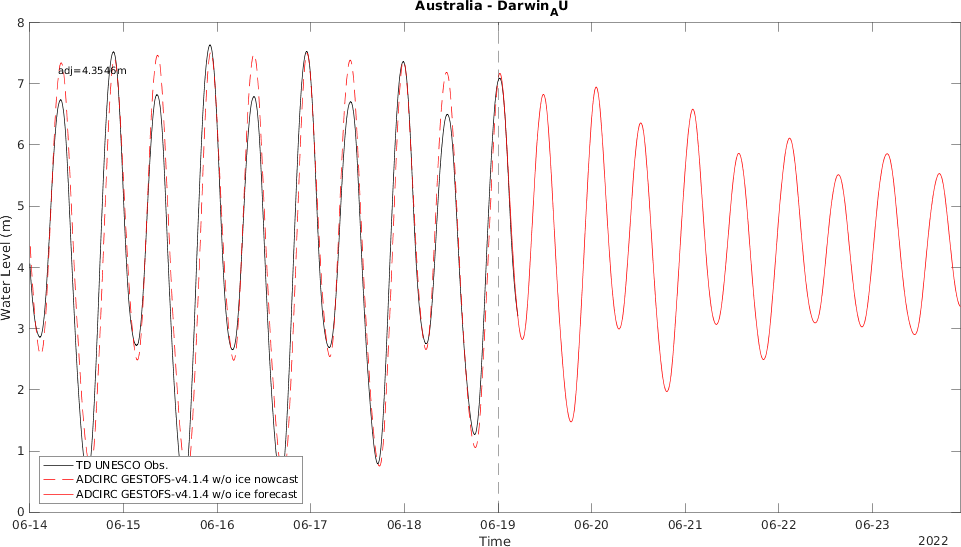 Australia - Darwin_AU
8
7
6
5
4
3
2
1
0
Water Level (m)
adj=4.3546m
TD UNESCO Obs.
ADCIRC GESTOFS-v4.1.4 w/o ice nowcast
ADCIRC GESTOFS-v4.1.4 w/o ice forecast
06-14 06-15 06-16 06-17 06-18 06-19 06-20 06-21 06-22 06-23
Time
2022